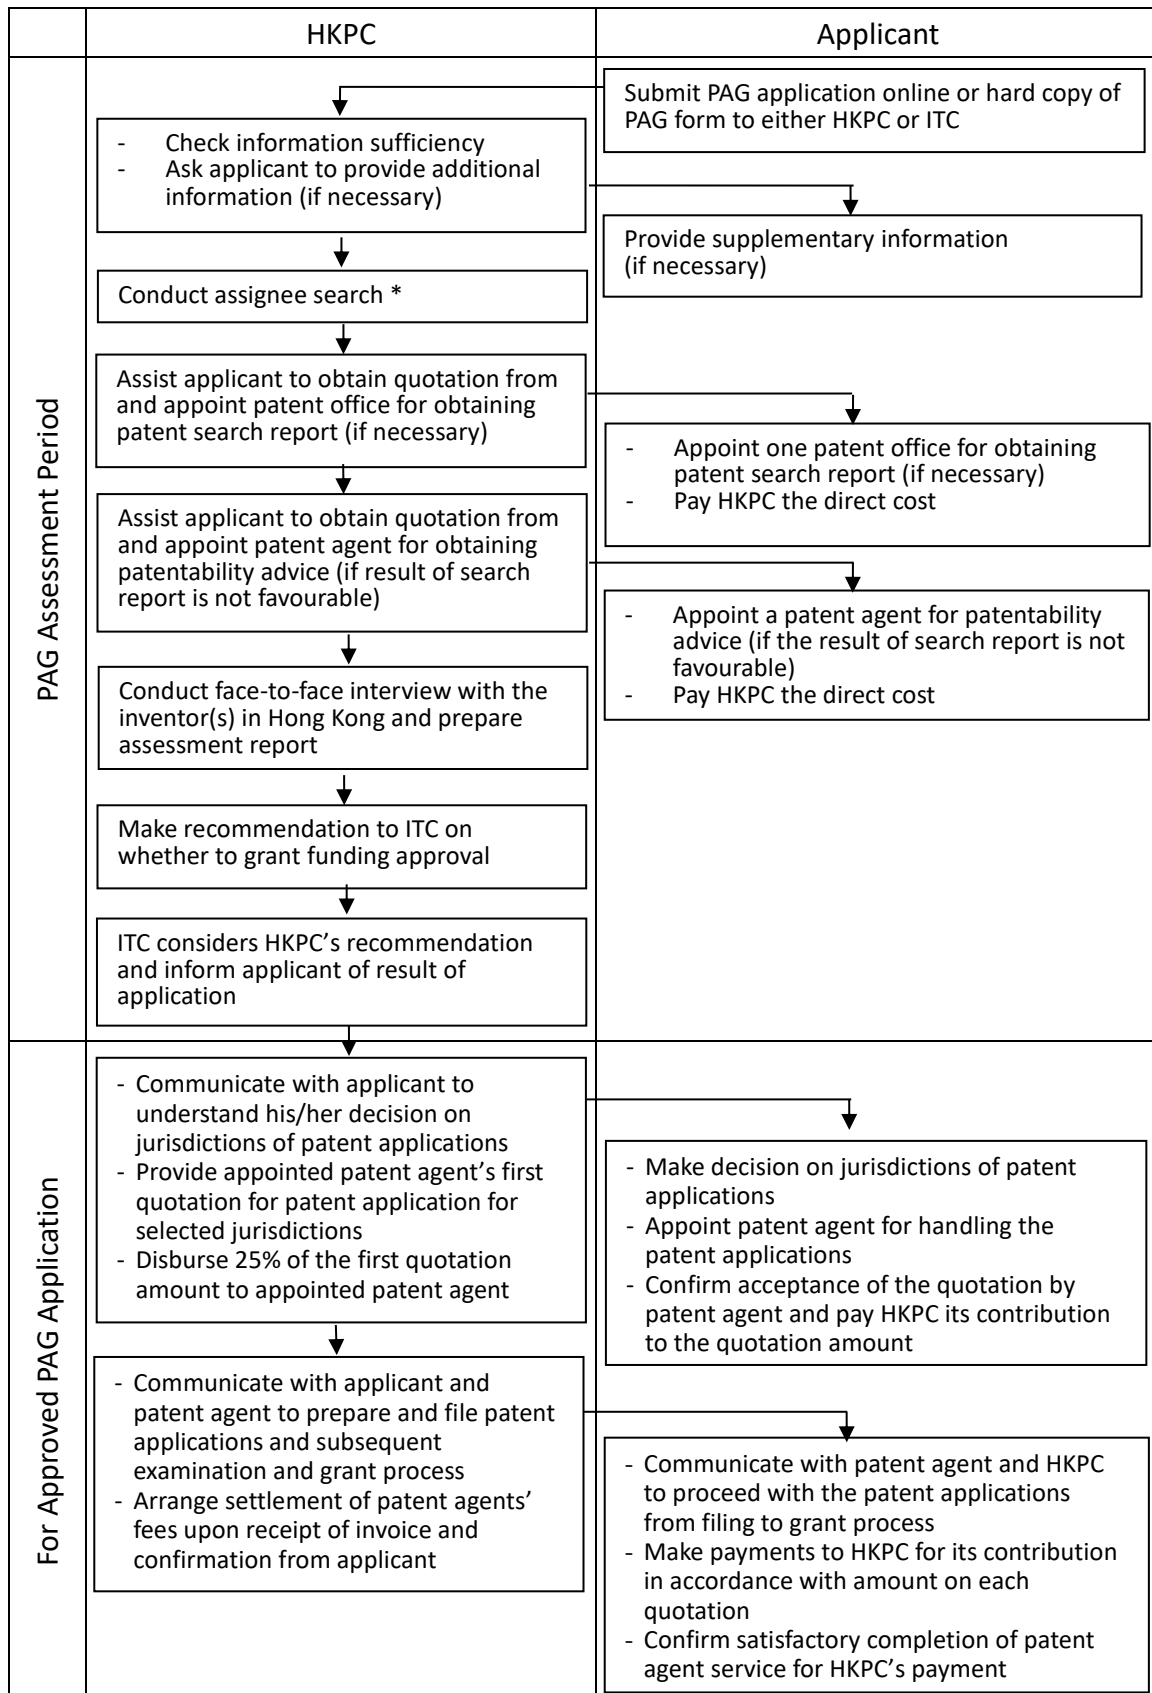 HKPC
Applicant
PAG Assessment Period
Submit PAG application online or hard copy of
PAG form to either HKPC or ITC
- Check information sufficiency
- Ask applicant to provide additional
information (if necessary)
Provide supplementary information
(if necessary)
Conduct assignee search *
Assist applicant to obtain quotation from
and appoint patent office for obtaining
patent search report (if necessary)
- Appoint one patent office for obtaining
patent search report (if necessary)
- Pay HKPC the direct cost
Assist applicant to obtain quotation from
and appoint patent agent for obtaining
patentability advice (if result of search
report is not favourable)
- Appoint a patent agent for patentability
advice (if the result of search report is not
favourable)
- Pay HKPC the direct cost
Conduct face-to-face interview with the
inventor(s) in Hong Kong and prepare
assessment report
Make recommendation to ITC on
whether to grant funding approval
ITC considers HKPC’s recommendation
and inform applicant of result of
application
For Approved PAG Application
- Communicate with applicant to
understand his/her decision on
jurisdictions of patent applications
- Provide appointed patent agent’s first
quotation for patent application for
selected jurisdictions
- Disburse 25% of the first quotation
amount to appointed patent agent
- Make decision on jurisdictions of patent
applications
- Appoint patent agent for handling the
patent applications
- Confirm acceptance of the quotation by
patent agent and pay HKPC its contribution
to the quotation amount
- Communicate with applicant and
patent agent to prepare and file patent
applications and subsequent
examination and grant process
- Arrange settlement of patent agents’
fees upon receipt of invoice and
confirmation from applicant
- Communicate with patent agent and HKPC
to proceed with the patent applications
from filing to grant process
- Make payments to HKPC for its contribution
in accordance with amount on each
quotation
- Confirm satisfactory completion of patent
agent service for HKPC’s payment